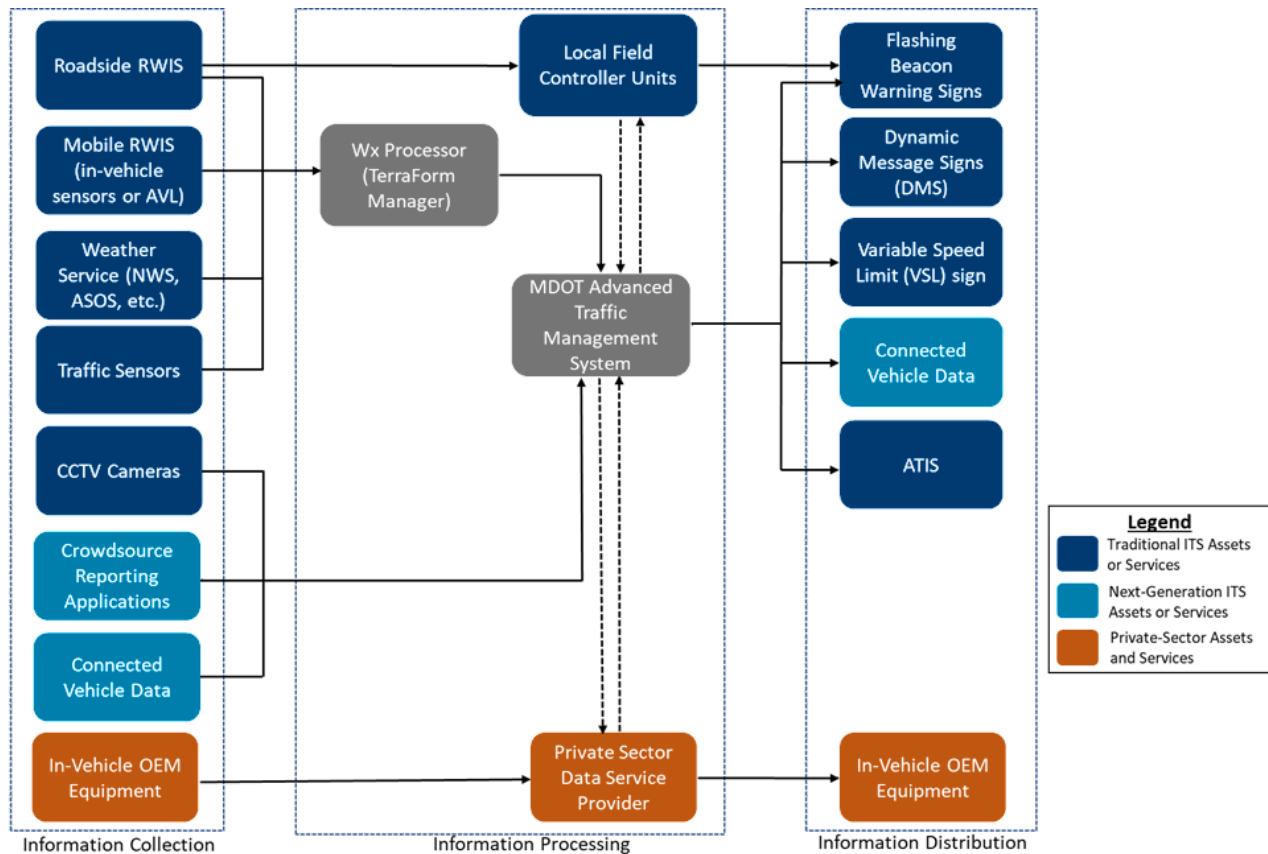 Roadside RWIS
Mobile RWIS
(in-vehicle
sensors or AVL)
Weather
Service (NWS,
ASOS, etc.)
Traffic Sensors
CCTV Cameras
Crowdsource
Reporting
Applications
Connected
Vehicle Data
In-Vehicle OEM
Equipment
Information Collection
Local Field
Controller Units
Wx Processor
(TerraForm
Manager)
MDOT Advanced
Traffic
Management
System
Private Sector
Data Service
Provider
Information Processing
Flashing
Beacon
Warning Signs
Dynamic
Message Signs
(DMS)
Variable Speed
Limit (VSL) sign
Connected
Vehicle Data
ATIS
In-Vehicle OEM
Equipment
Information Distribution
Legend
Traditional ITS Assets
or Services
Next-Generation ITS
Assets or Services
Private-Sector Assets
and Services